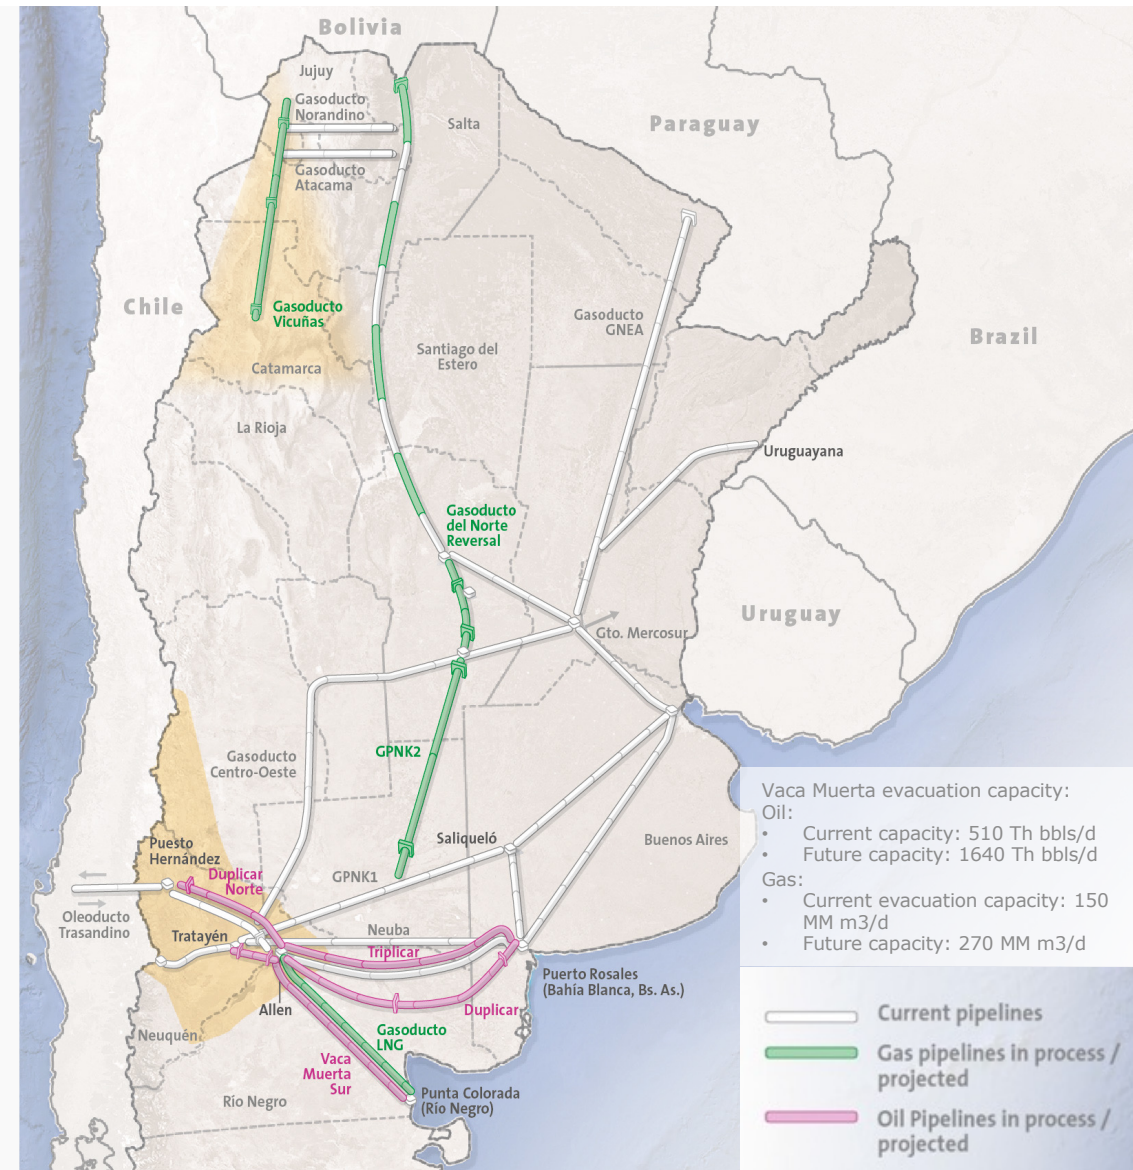 Bolivia
Jujuy
Gasoducto
Norandino
Salta
Paraguay
Gasoducto
Atacama
Chile
Gasoducto
Vicuñas
Gasoducto
GNEA
Brazil
Santiago del
Estero
Catamarca
La Rioja
Uruguayana
Gasoducto
del Norte
Reversal
Uruguay
Gto. Mercosur
GPNK2
Gasoducto
Centro-Oeste
Vaca Muerta evacuation capacity:
Oil:
• Current capacity: 510 Th bbls/d
• Future capacity: 1640 Th bbls/d
Gas:
• Current evacuation capacity: 150
MM m3/d
• Future capacity: 270 MM m3/d
Saliqueló
Buenos Aires
Puesto
Hernández
Duplicar
Norte
GPNK1
Oleoducto
Trasandino
Tratayén
Neuba
Triplicar
Puerto Rosales
(Bahía Blanca, Bs. As.)
Allen
Duplicar
Neuquén
Gasoducto
LNG
Vaca
Muerta
Sur
Punta Colorada
(Río Negro)
Río Negro
Current pipelines
Gas pipelines in process /
projected
Oil Pipelines in process /
projected